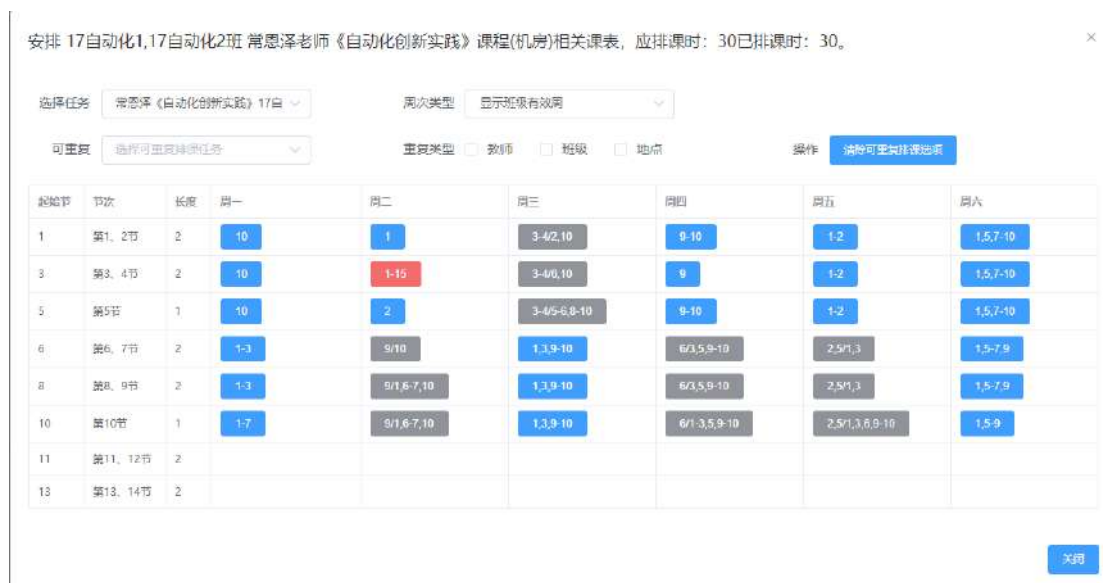 安排 17自动化1,17自动化2班 常恩泽老师《自动化创新实践》课程(机房)相关课表，应排课时：30已排课时：30。 ×
选择任务 常恩泽《自动化创新实践》17自 周次类型 显示班级有效周
可重复 选择可重复排课任务 重复类型 教师 班级 地点 操作 清除可重复排课选项
起始节 节次 长度 周一 周二 周三 周四 周五 周六
1 第1、2节 2 10 1 3-4/2,10 9-10 1-2 1,5,7-10
3 第3、4节 2 10 1-15 3-4/6,10 9 1-2 1,5,7-10
5 第5节 1 10 2 3-4/5-6,8-10 9-10 1-2 1,5,7-10
6 第6、7节 2 1-3 9/10 1,3,9-10 6/3,5,9-10 2,5/1,3 1,5-7,9
8 第8、9节 2 1-3 9/1,6-7,10 1,3,9-10 6/3,5,9-10 2,5/1,3 1,5-7,9
10 第10节 1 1-7 9/1,6-7,10 1,3,9-10 6/1-3,5,9-10 2,5/1,3,6,9-10 1,5-9
11 第11、12节 2
13 第13、14节 2
关闭